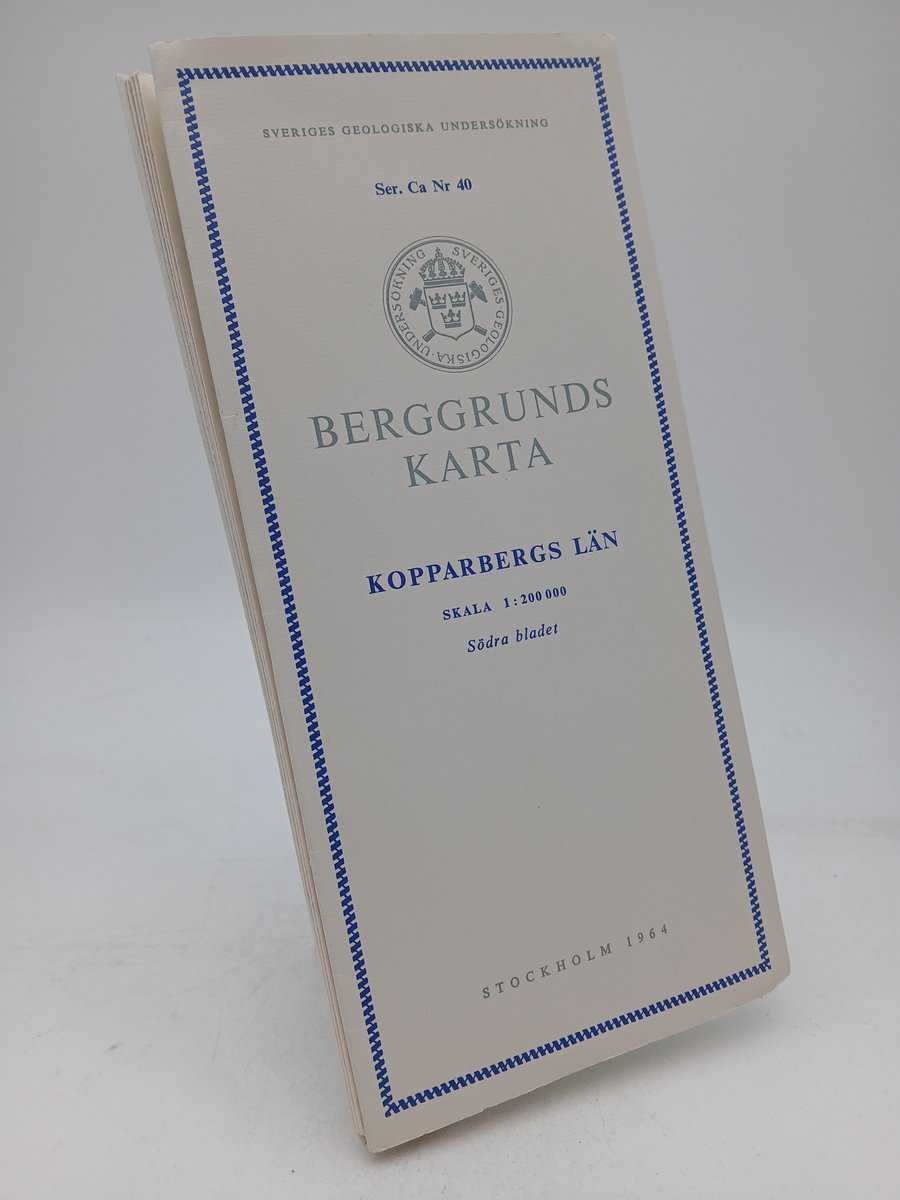 SVERIGES GEOLOGISKA UNDERSÖKNING
Ser. Ca Nr 40
SVERIGES GEOLOGISKA · UNDERSÖKNING
BERGGRUNDS
KARTA
KOPPARBERGS LÄN
SKALA 1:200 000
Södra bladet
STOCKHOLM 1964